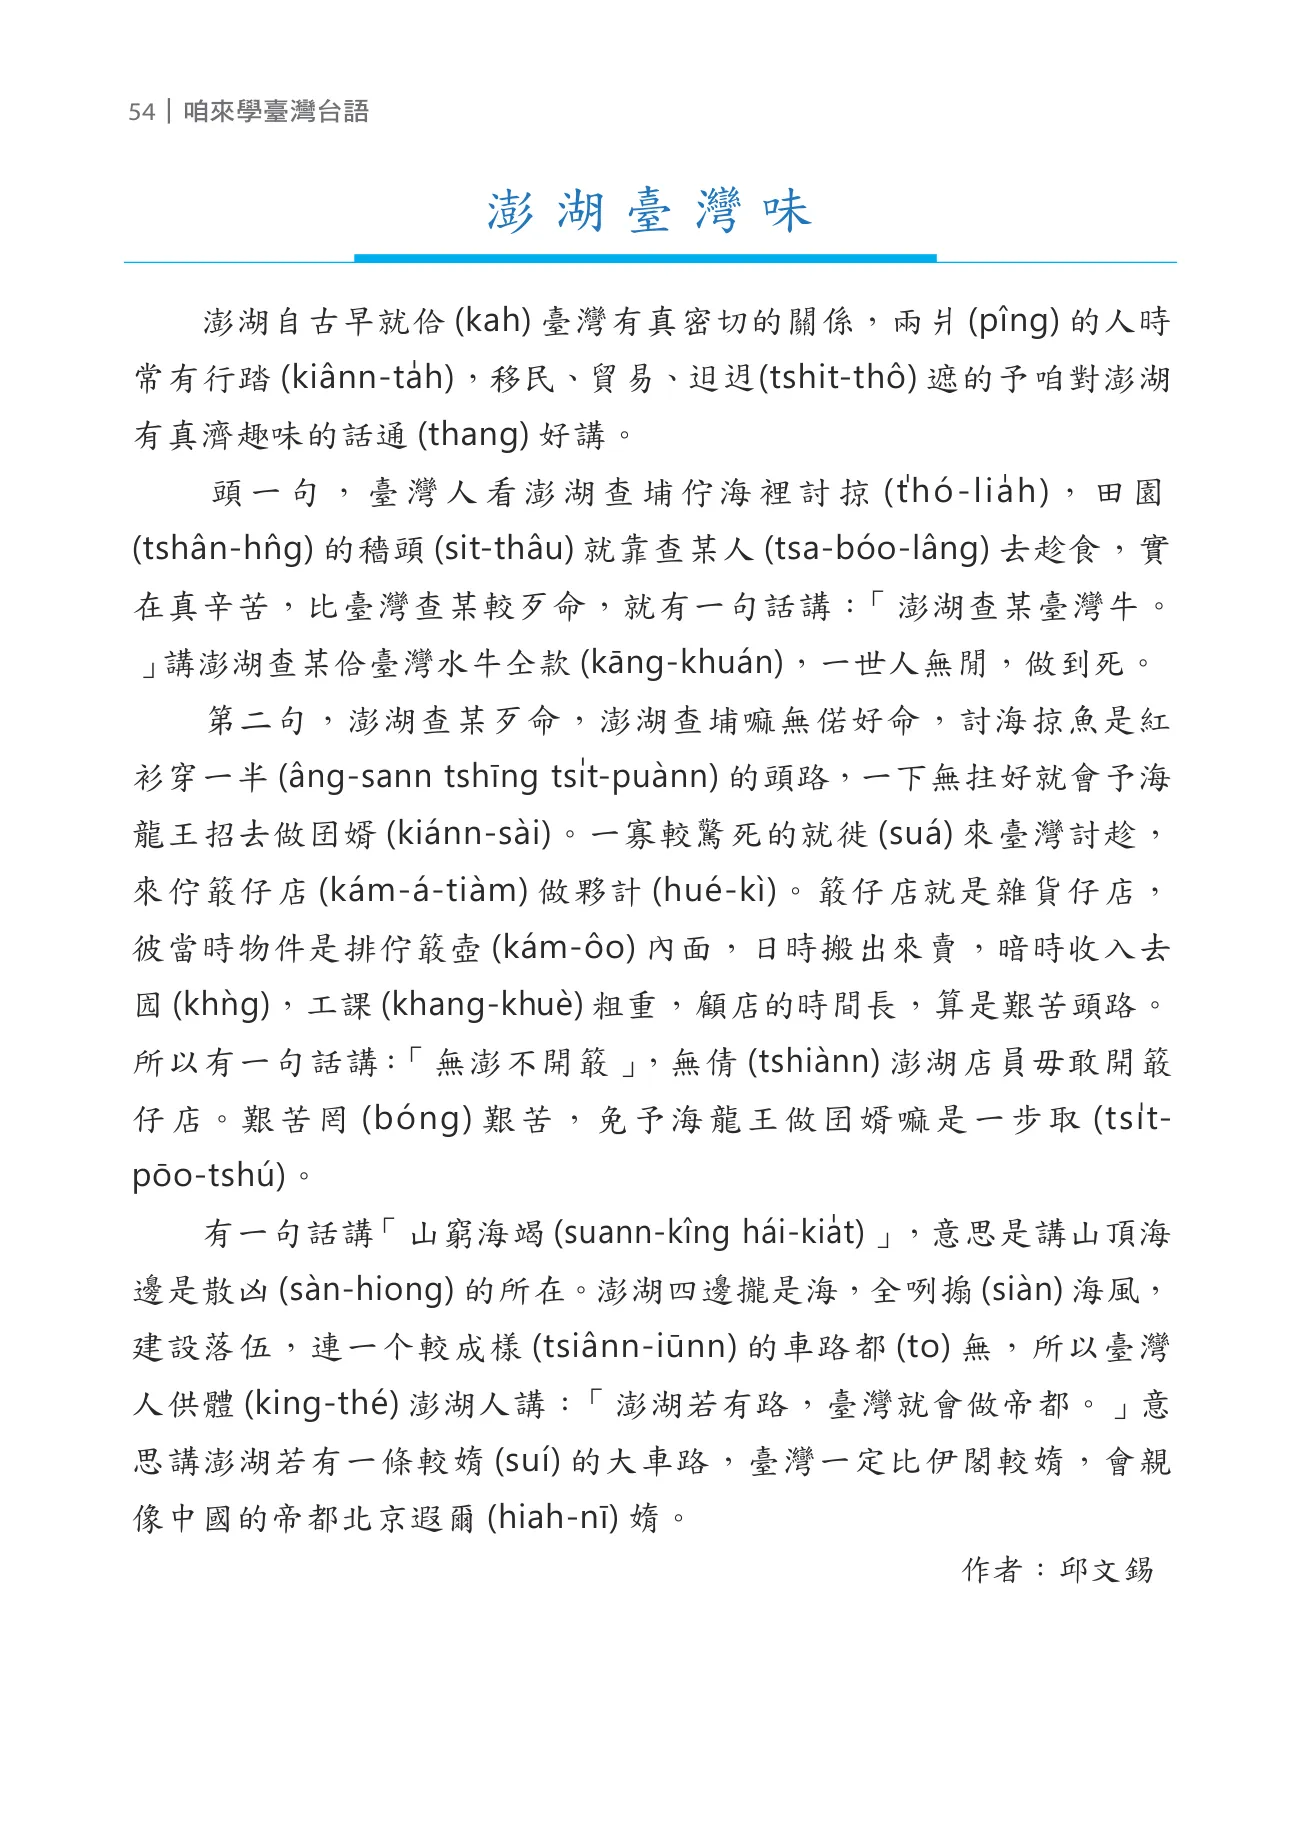 54｜咱來學臺灣台語
澎湖臺灣味
澎湖自古早就佮 (kah) 臺灣有真密切的關係，兩爿 (pîng) 的人時
常有行踏 (kiânn-ta̍h)，移民、貿易、𨑨迌(tshit-thô) 遮的予咱對澎湖
有真濟趣味的話通 (thang) 好講。
頭一句，臺灣人看澎湖查埔佇海裡討掠 (t̍hó-lia̍h)，田園
(tshân-hn̂g) 的穡頭 (sit-thâu) 就靠查某人 (tsa-bóo-lâng) 去趁食，實
在真辛苦，比臺灣查某較歹命，就有一句話講：「澎湖查某臺灣牛。
」講澎湖查某佮臺灣水牛仝款 (kāng-khuán)，一世人無閒，做到死。
第二句，澎湖查某歹命，澎湖查埔嘛無偌好命，討海掠魚是紅
衫穿一半 (âng-sann tshīng tsi̍t-puànn) 的頭路，一下無拄好就會予海
龍王招去做囝婿 (kiánn-sài)。一寡較驚死的就徙 (suá) 來臺灣討趁，
來佇簐仔店 (kám-á-tiàm) 做夥計 (hué-kì)。簐仔店就是雜貨仔店，
彼當時物件是排佇簐壺 (kám-ôo) 內面，日時搬出來賣，暗時收入去
囥 (khǹg)，工課 (khang-khuè) 粗重，顧店的時間長，算是艱苦頭路。
所以有一句話講：「無澎不開簐」，無倩 (tshiànn) 澎湖店員毋敢開簐
仔店。艱苦罔 (bóng) 艱苦，免予海龍王做囝婿嘛是一步取 (tsi̍t-
pōo-tshú)。
有一句話講「山窮海竭 (suann-kîng hái-kia̍t) 」，意思是講山頂海
邊是散凶 (sàn-hiong) 的所在。澎湖四邊攏是海，全咧搧 (siàn) 海風，
建設落伍，連一个較成樣 (tsiânn-iūnn) 的車路都 (to) 無，所以臺灣
人供體 (king-thé) 澎湖人講：「澎湖若有路，臺灣就會做帝都。」意
思講澎湖若有一條較媠 (suí) 的大車路，臺灣一定比伊閣較媠，會親
像中國的帝都北京遐爾 (hiah-nī) 媠。
作者：邱文錫